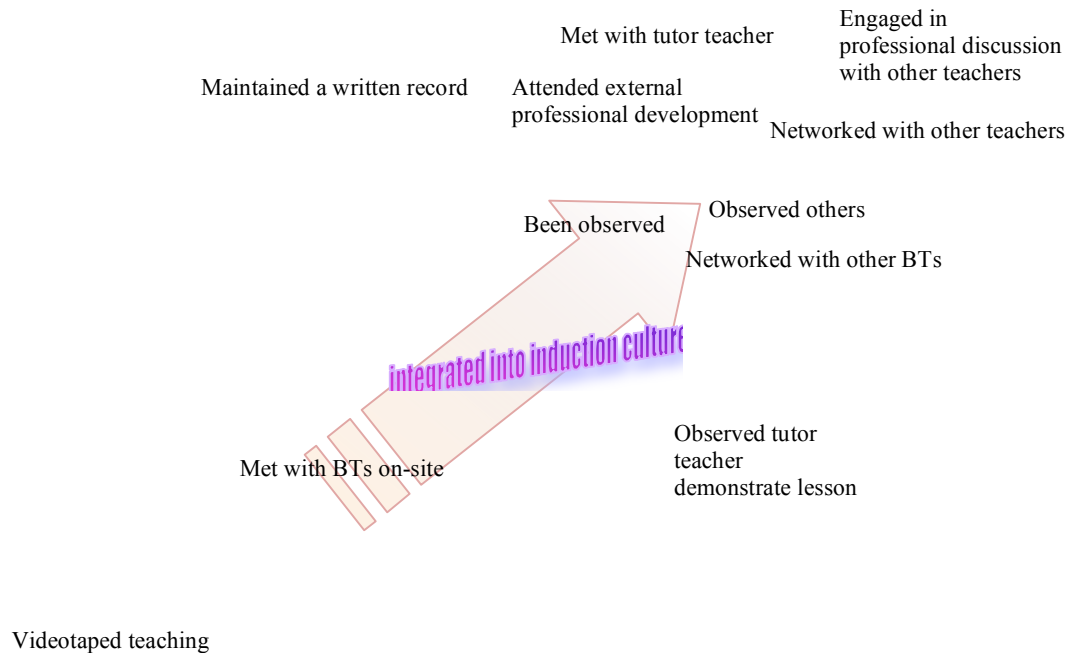 Engaged in
professional discussion
with other teachers
Met with tutor teacher
Maintained a written record
Attended external
professional development
Networked with other teachers
Been observed
Observed others
Networked with other BTs
integrated into induction culture
Observed tutor
teacher
demonstrate lesson
Met with BTs on-site
Videotaped teaching